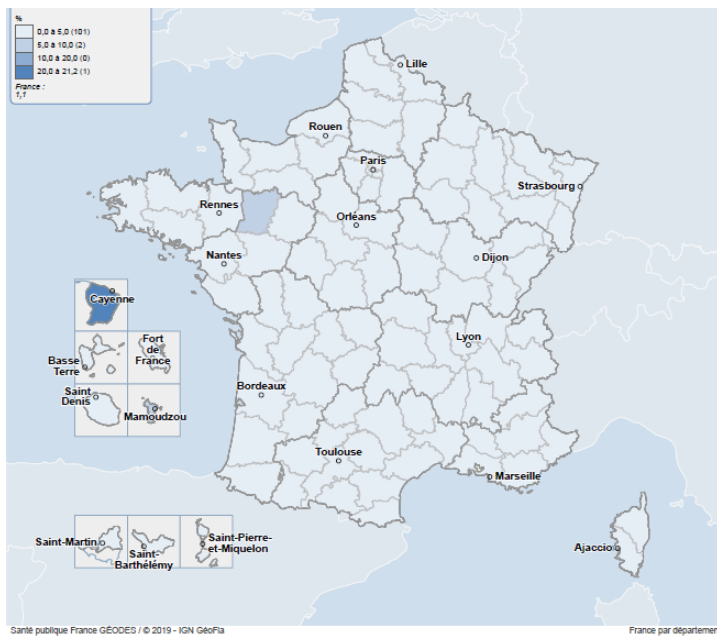 %
0,0 à 5,0 (101)
5,0 à 10,0 (2)
10,0 à 20,0 (0)
20,0 à 21,2 (1)
France :
1,1
Lille
Rouen
Paris
Strasbourg
Rennes
Orléans
Nantes
Dijon
Cayenne
Fort
de
France
Basse
Terre
Lyon
Saint
Denis
Mamoudzou
Bordeaux
Toulouse
Marseille
Saint-Martin
Saint-
Barthélémy
Saint-Pierre-
et-Miquelon
Ajaccio
Santé publique France GÉODES / © 2019 - IGN GéoFla
France par départemen